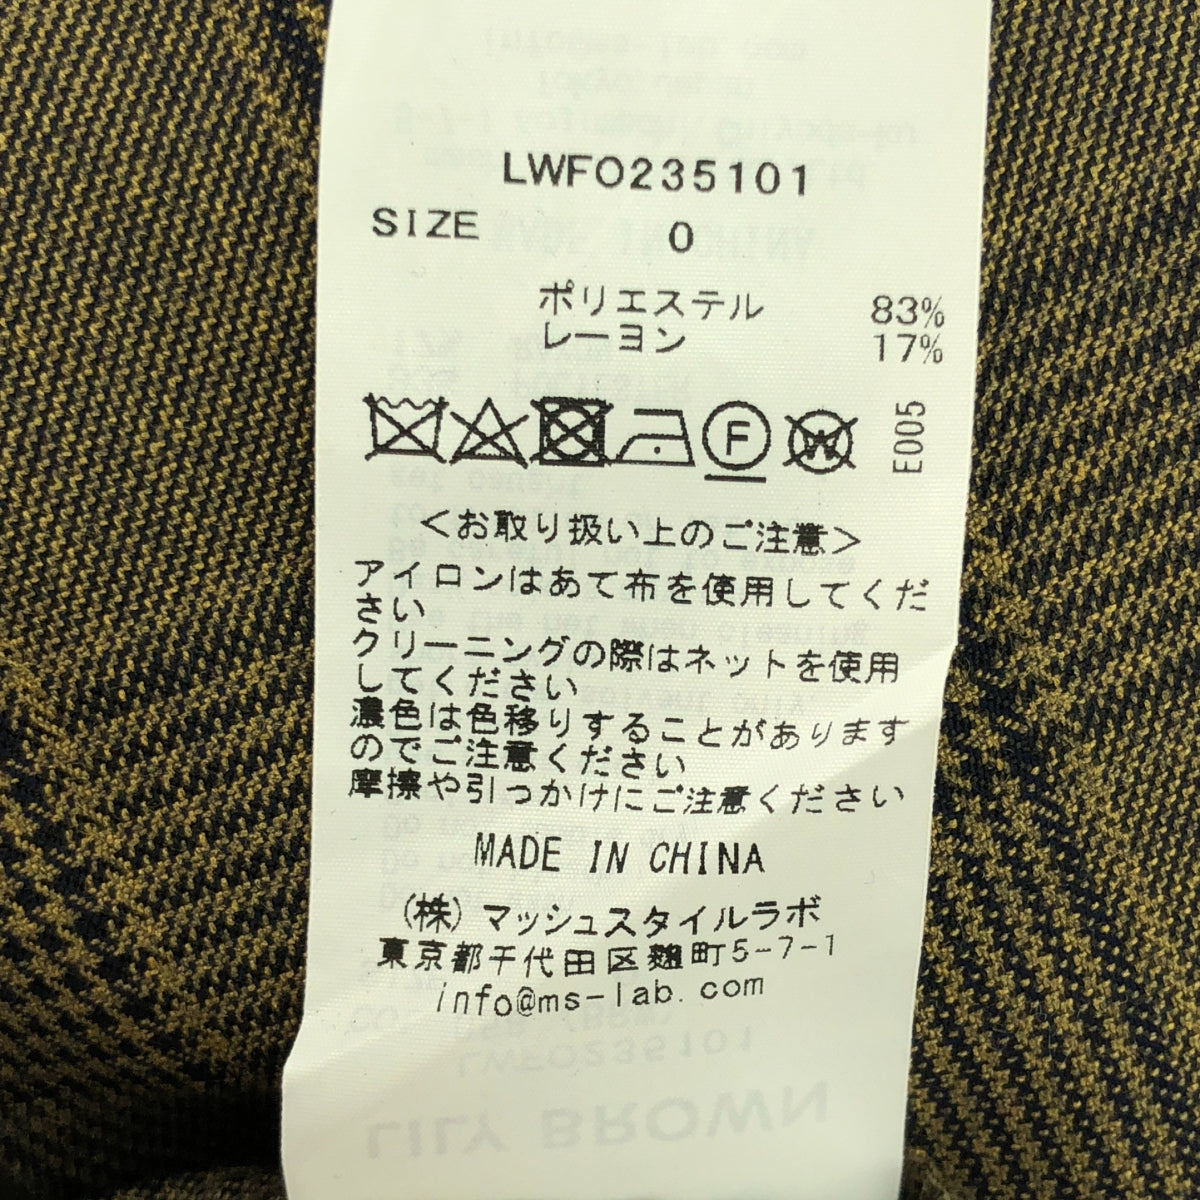 LWFO235101
SIZE 0
ポリエステル 83%
レーヨン 17%
F
W
E005
<お取り扱い上のご注意>
アイロンはあて布を使用してくだ
さい
クリーニングの際はネットを使用
してください
濃色は色移りすることがあります
のでご注意ください
摩擦や引っかけにご注意ください
MADE IN CHINA
(株)マッシュスタイルラボ
東京都千代田区麹町5-7-1
info@ms-lab.com
LWFO235101
LILY BROWN